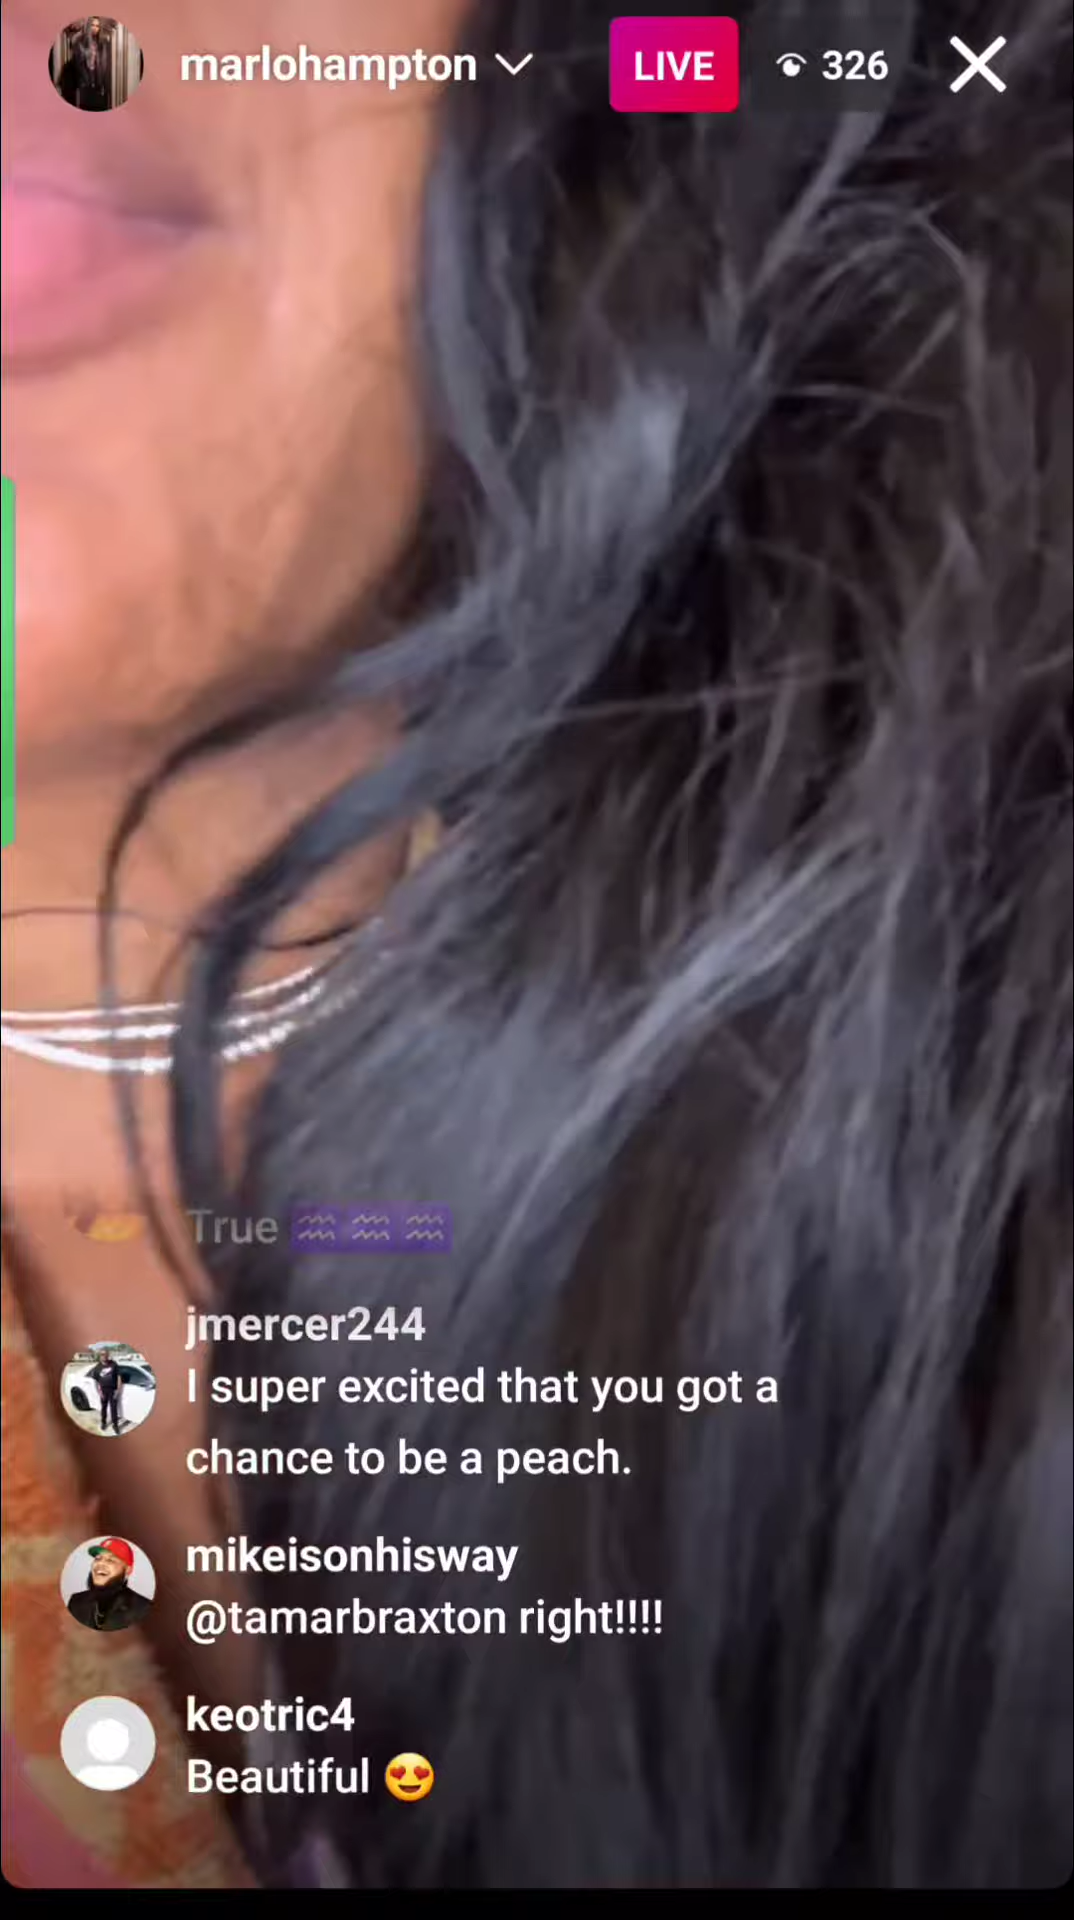 marlohampton
LIVE
326
True ♒♒♒
jmercer244
I super excited that you got a
chance to be a peach.
mikeisonhisway
@tamarbraxton right!!!!
keotric4
Beautiful 😍